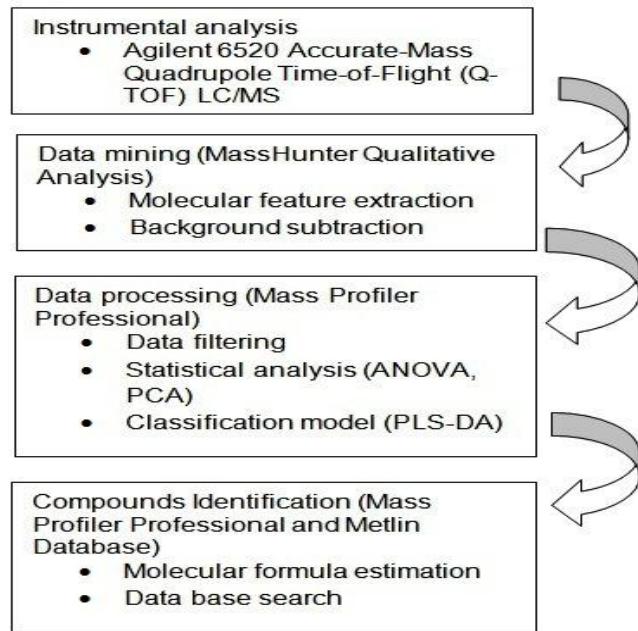 Instrumental analysis
• Agilent 6520 Accurate-Mass
Quadrupole Time-of-Flight (Q-
TOF) LC/MS
Data mining (MassHunter Qualitative
Analysis)
• Molecular feature extraction
• Background subtraction
Data processing (Mass Profiler
Professional)
• Data filtering
• Statistical analysis (ANOVA,
PCA)
• Classification model (PLS-DA)
Compounds Identification (Mass
Profiler Professional and Metlin
Database)
• Molecular formula estimation
• Data base search